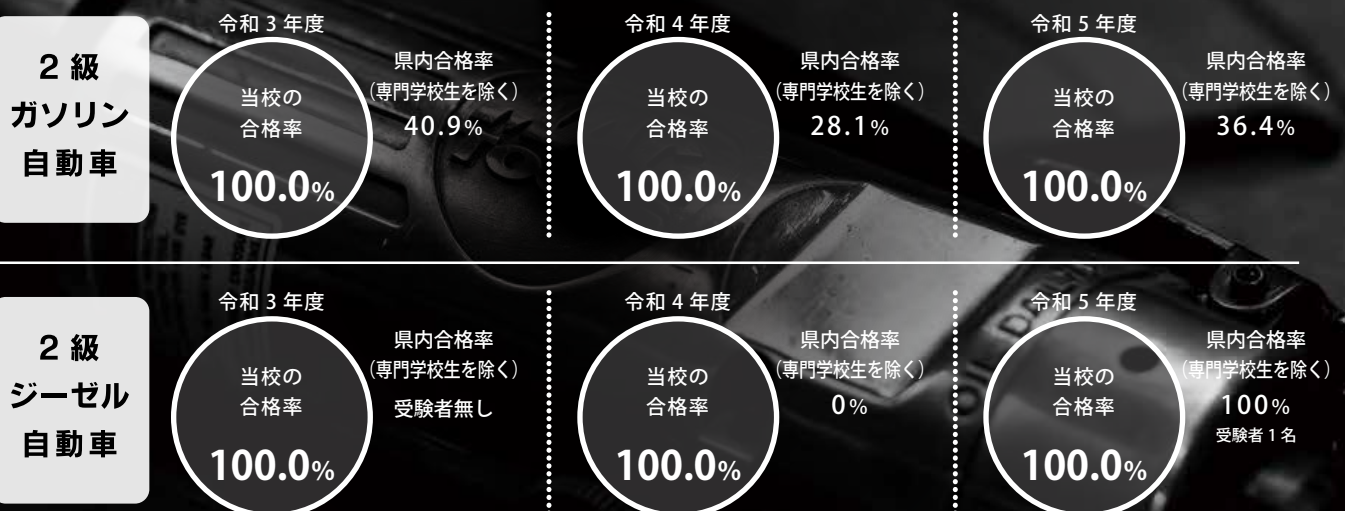 2級
ガソリン
自動車
令和3年度
当校の
合格率
100.0%
県内合格率
(専門学校生を除く)
40.9%
令和4年度
当校の
合格率
100.0%
県内合格率
(専門学校生を除く)
28.1%
令和5年度
当校の
合格率
100.0%
県内合格率
(専門学校生を除く)
36.4%
2級
ジーゼル
自動車
令和3年度
当校の
合格率
100.0%
県内合格率
(専門学校生を除く)
受験者無し
令和4年度
当校の
合格率
100.0%
県内合格率
(専門学校生を除く)
0%
令和5年度
当校の
合格率
100.0%
県内合格率
(専門学校生を除く)
100%
受験者1名